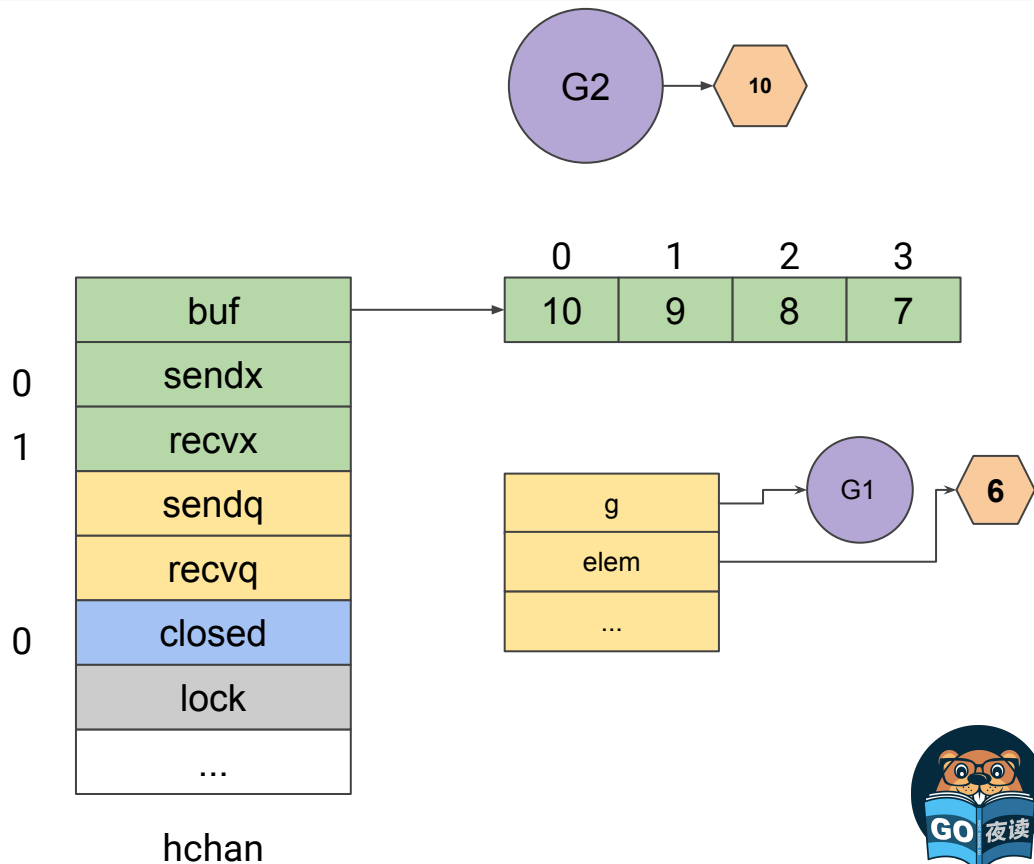 G2
10
0 1 2 3
buf
10 9 8 7
0
sendx
1
recvx
sendq
recvq
0
closed
lock
...
hchan
g
G1
6
elem
...
GO 夜读